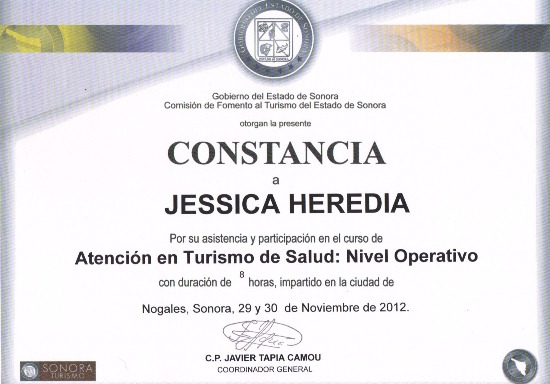 GOBIERNO DEL ESTADO DE SONORA
Gobierno del Estado de Sonora
Comisión de Fomento al Turismo del Estado de Sonora
otorgan la presente
CONSTANCIA
a
JESSICA HEREDIA
Por su asistencia y participación en el curso de
Atención en Turismo de Salud: Nivel Operativo
con duración de 8 horas, impartido en la ciudad de
Nogales, Sonora, 29 y 30 de Noviembre de 2012.
C.P. JAVIER TAPIA CAMOU
COORDINADOR GENERAL
SONORA
TURISMO